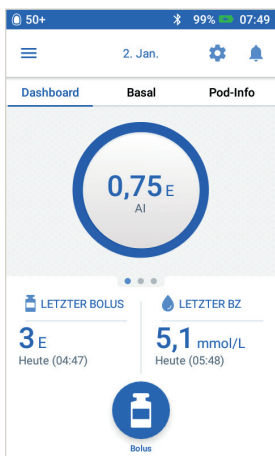 50+ 99% 07:49
2. Jan.
Dashboard Basal Pod-Info
0,75 E
AI
LETZTER BOLUS LETZTER BZ
3 E 5,1 mmol/L
Heute (04:47) Heute (05:48)
Bolus